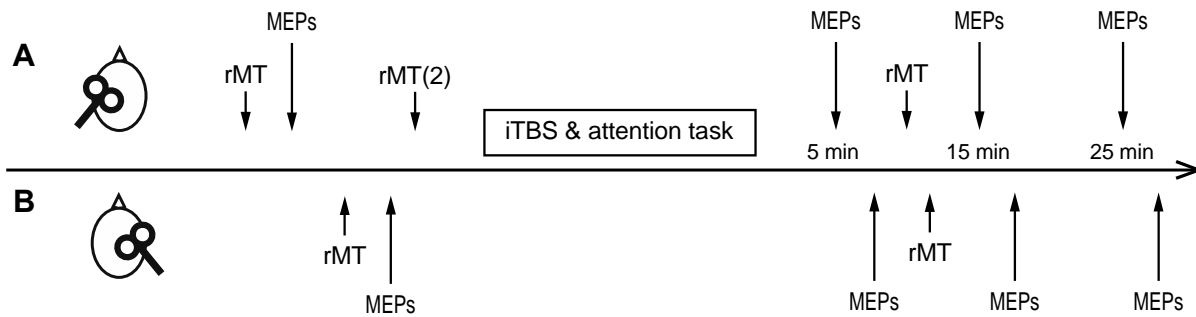 MEPs
MEPs
MEPs
MEPs
A
rMT
rMT(2)
rMT
iTBS & attention task
5 min
15 min
25 min
B
rMT
rMT
MEPs
MEPs
MEPs
MEPs